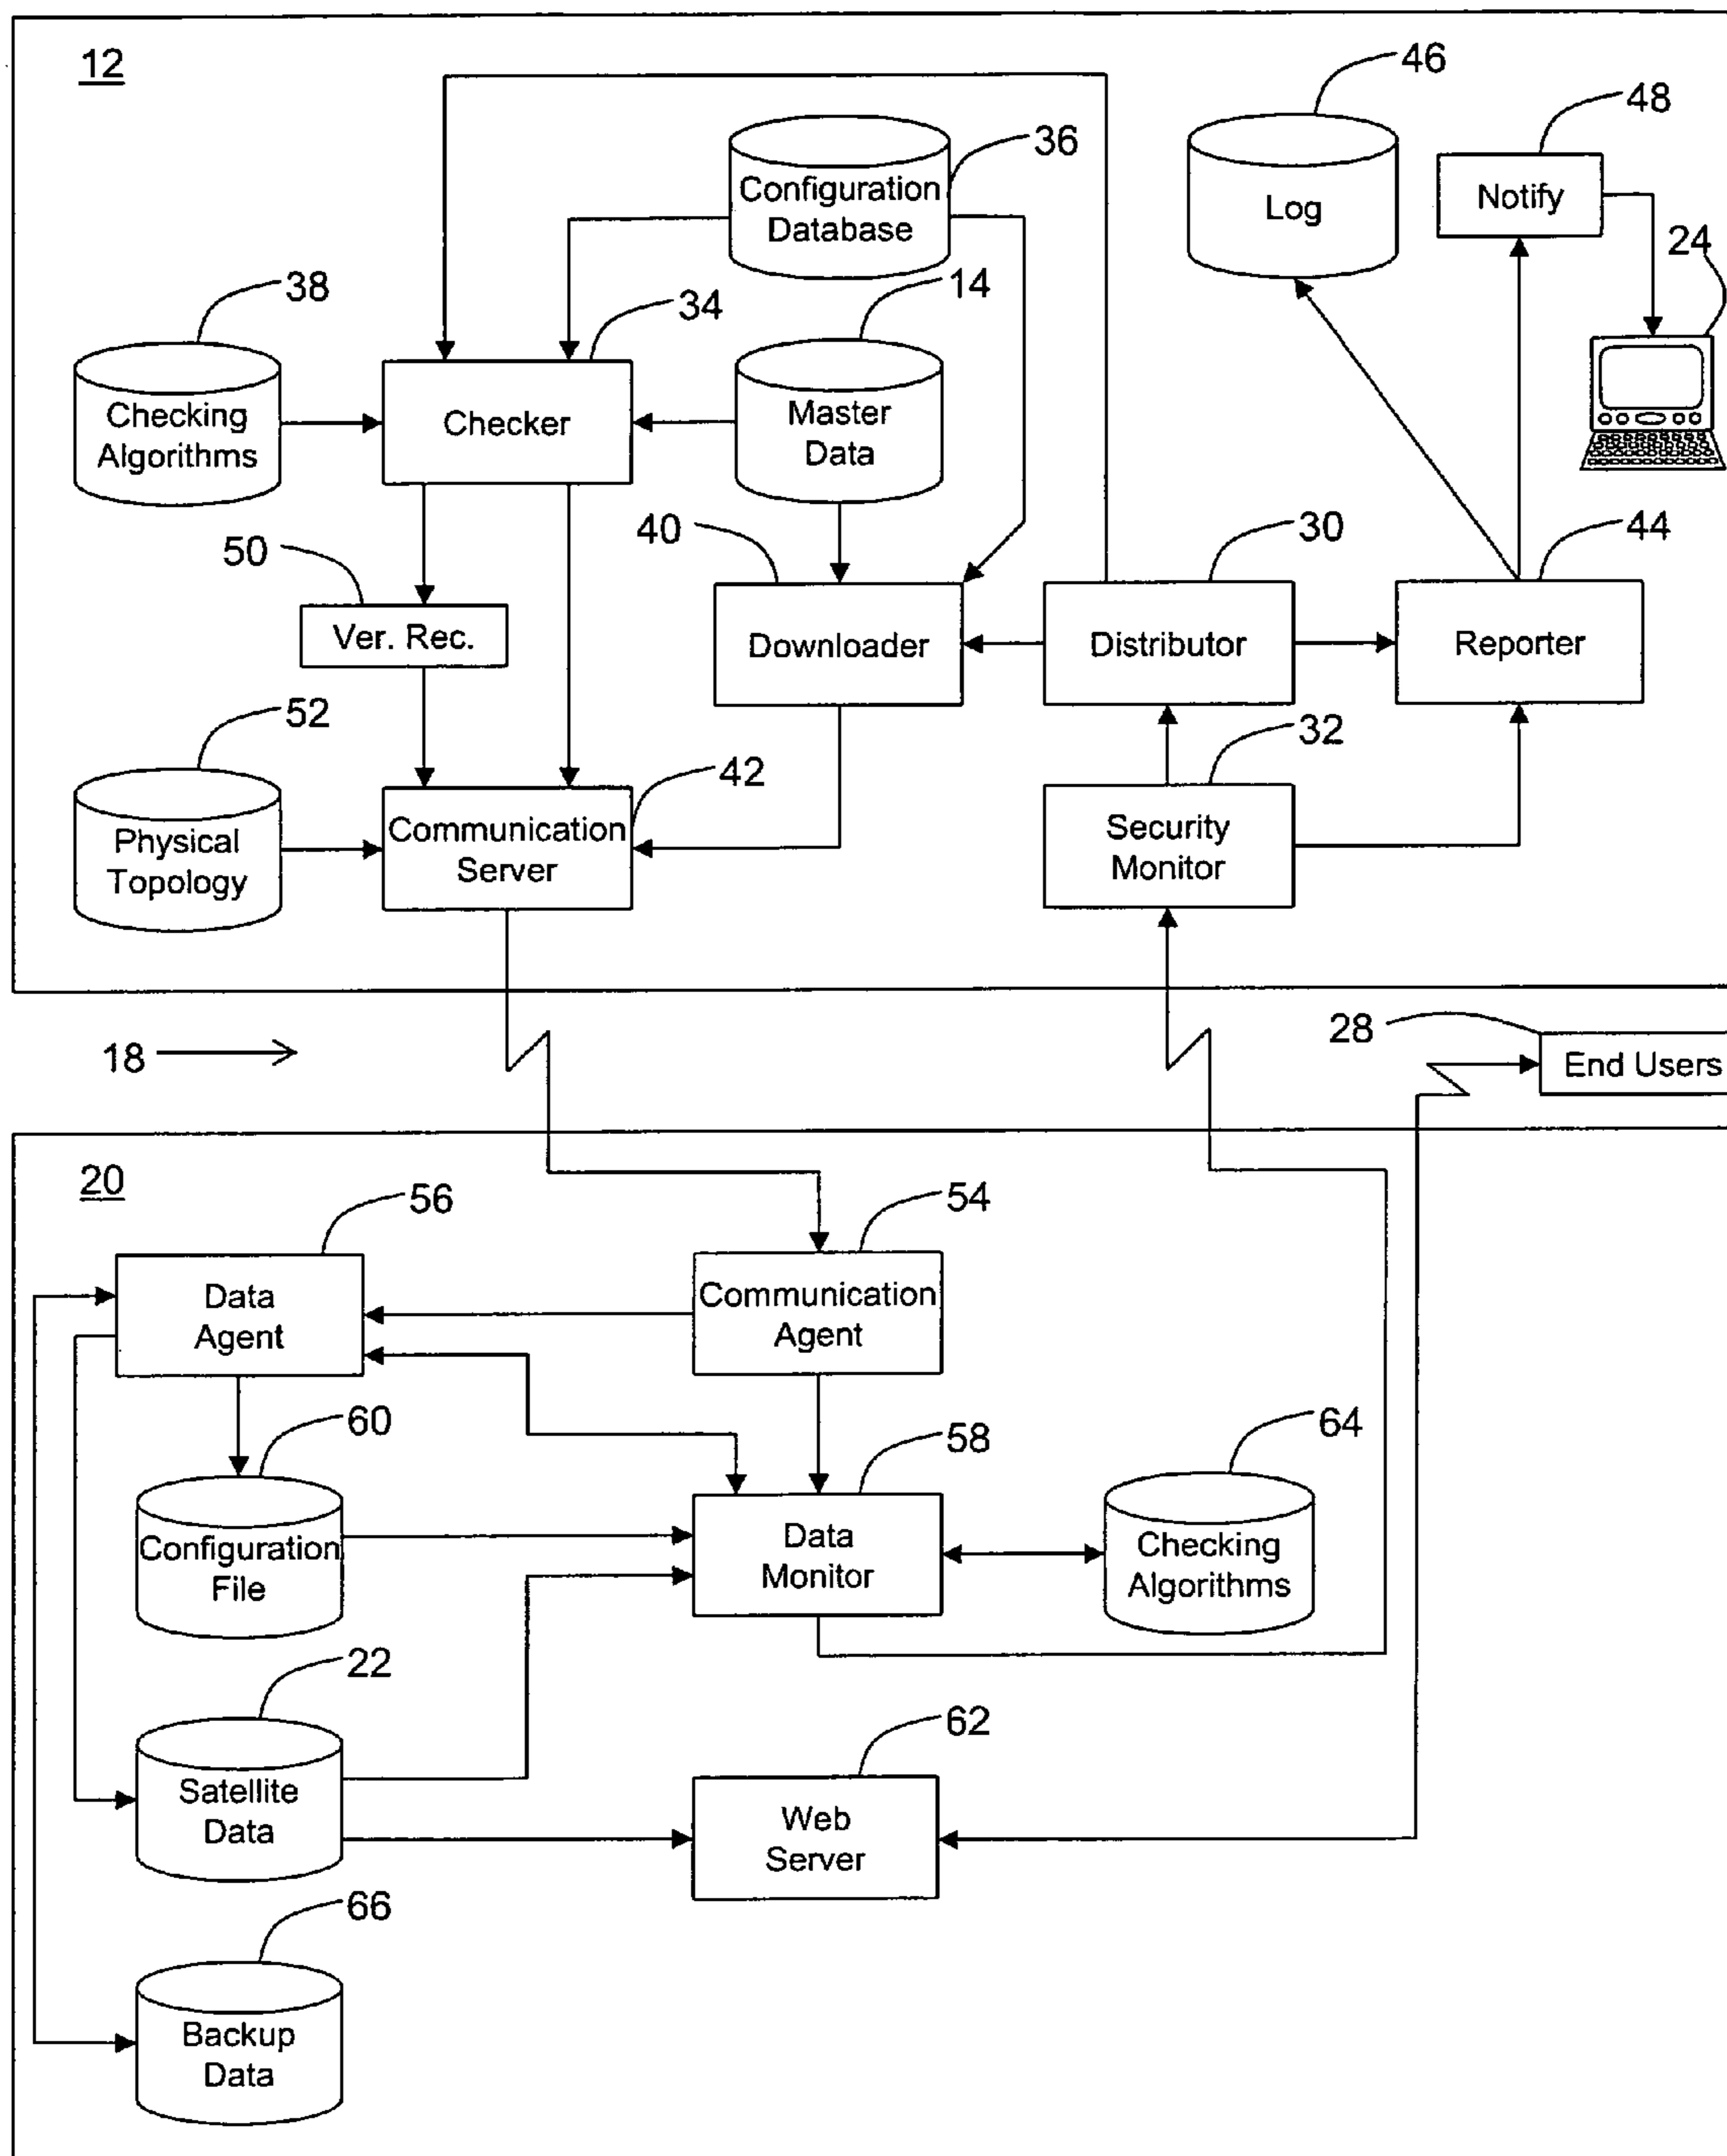 12
46
48
36
Configuration
Database
Log
Notify
24
38
34
14
Checking
Algorithms
Checker
Master
Data
50
40
30
44
Ver. Rec.
Downloader
Distributor
Reporter
52
42
32
Physical
Topology
Communication
Server
Security
Monitor
18
28
End Users
20
56
54
Data
Agent
Communication
Agent
60
58
64
Configuration
File
Data
Monitor
Checking
Algorithms
22
62
Satellite
Data
Web
Server
66
Backup
Data